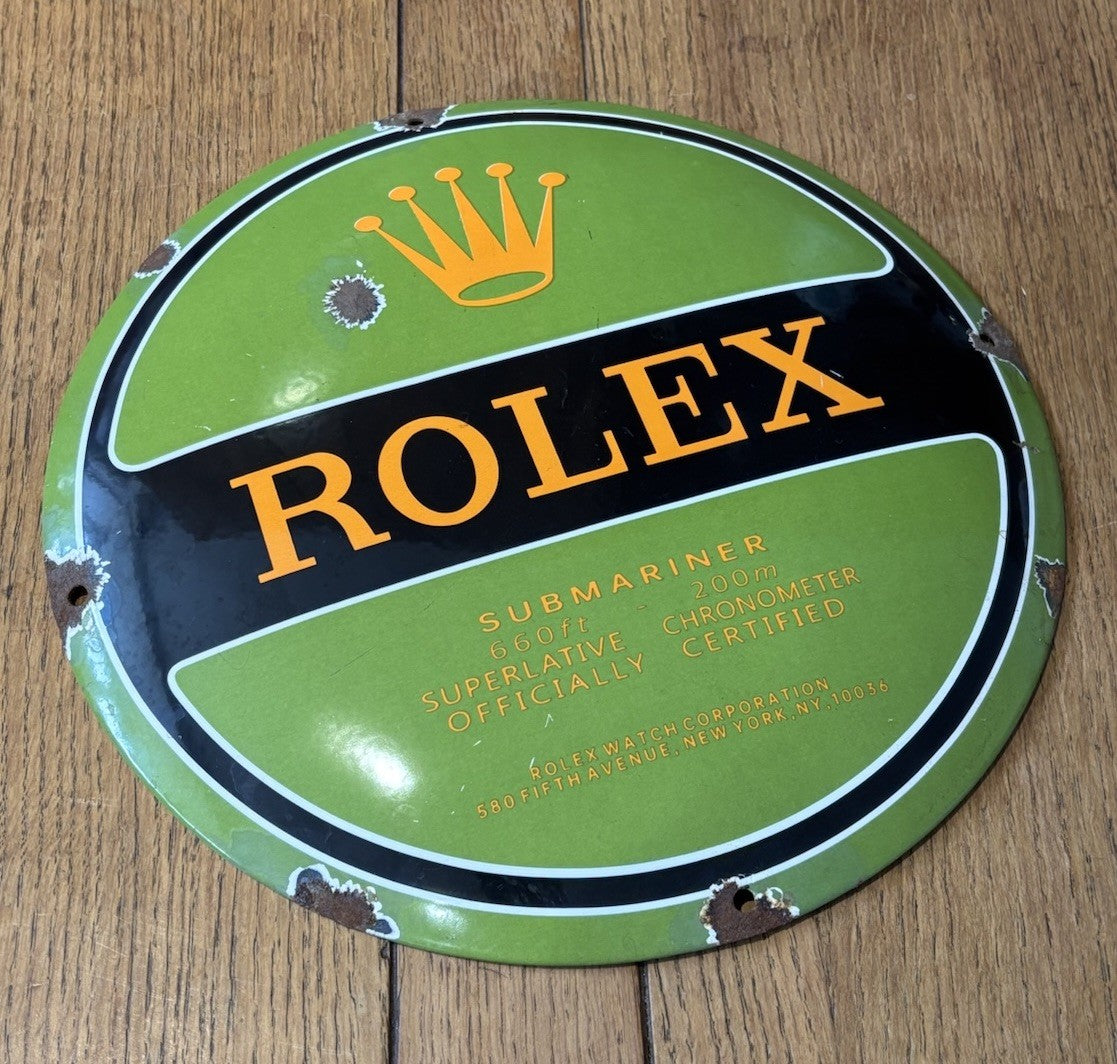 ROLEX
SUBMARINER
660ft - 200m
SUPERLATIVE CHRONOMETER
OFFICIALLY CERTIFIED
ROLEX WATCH CORPORATION
580 FIFTH AVENUE, NEW YORK, NY, 10036